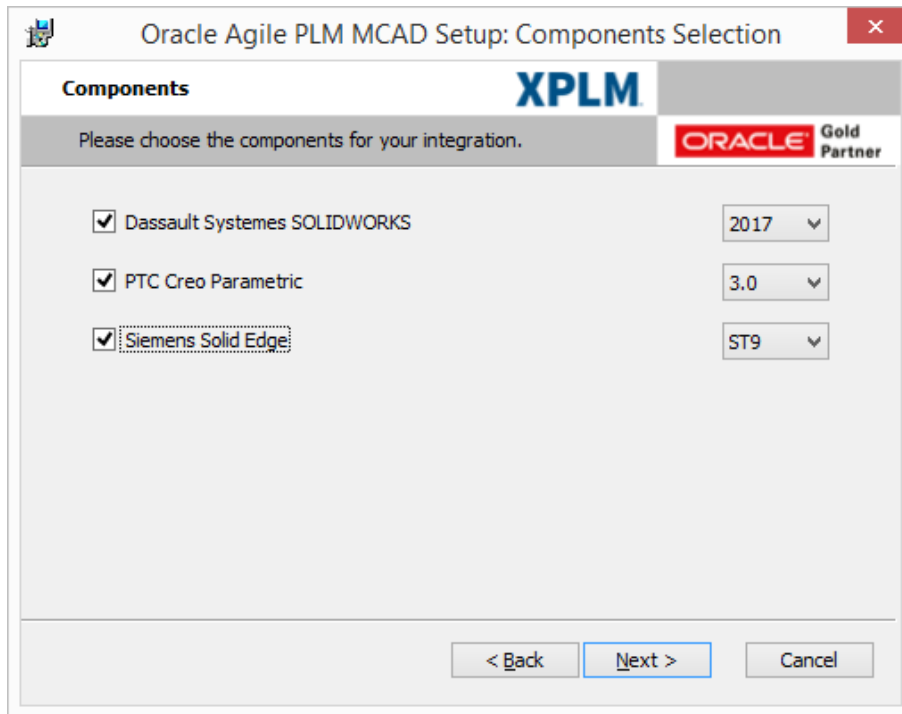 Oracle Agile PLM MCAD Setup: Components Selection
Components
XPLM
Please choose the components for your integration.
ORACLE Gold
Partner
Dassault Systemes SOLIDWORKS 2017
PTC Creo Parametric 3.0
Siemens Solid Edge ST9
< Back Next > Cancel